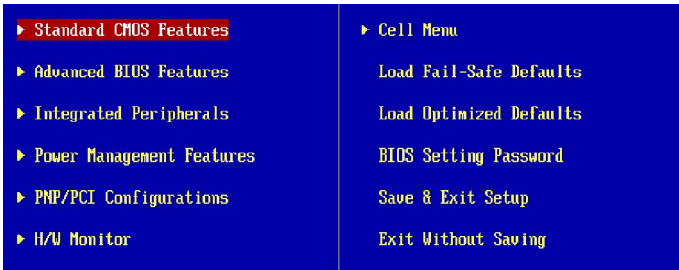 Standard CMOS Features
Advanced BIOS Features
Integrated Peripherals
Power Management Features
PNP/PCI Configurations
H/W Monitor
Cell Menu
Load Fail-Safe Defaults
Load Optimized Defaults
BIOS Setting Password
Save & Exit Setup
Exit Without Saving